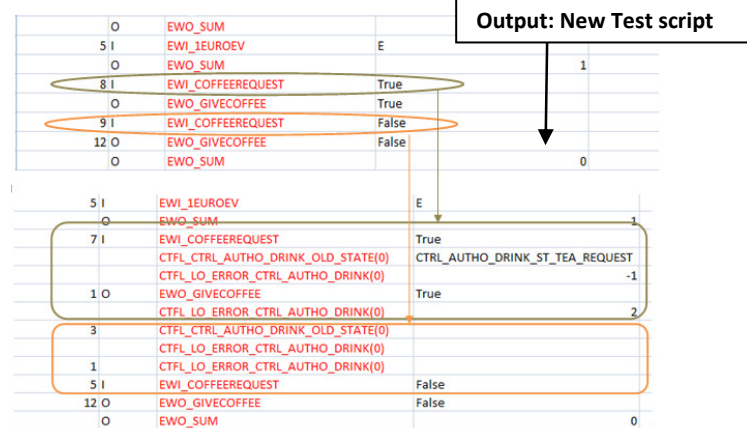 Output: New Test script
O EWO_SUM
5 I EWI_1EUROEV E
O EWO_SUM 1
8 I EWI_COFFEEREQUEST True
O EWO_GIVECOFFEE True
9 I EWI_COFFEEREQUEST False
12 O EWO_GIVECOFFEE False
O EWO_SUM 0
5 I EWI_1EUROEV E
O EWO_SUM 1
7 I EWI_COFFEEREQUEST True
CTFL_CTRL_AUTHO_DRINK_OLD_STATE(0) CTRL_AUTHO_DRINK_ST_TEA_REQUEST
CTFL_LO_ERROR_CTRL_AUTHO_DRINK(0) -1
1 O EWO_GIVECOFFEE True
CTFL_LO_ERROR_CTRL_AUTHO_DRINK(0) 2
3 CTFL_CTRL_AUTHO_DRINK_OLD_STATE(0)
CTFL_LO_ERROR_CTRL_AUTHO_DRINK(0)
1 CTFL_LO_ERROR_CTRL_AUTHO_DRINK(0)
5 I EWI_COFFEEREQUEST False
12 O EWO_GIVECOFFEE False
O EWO_SUM 0